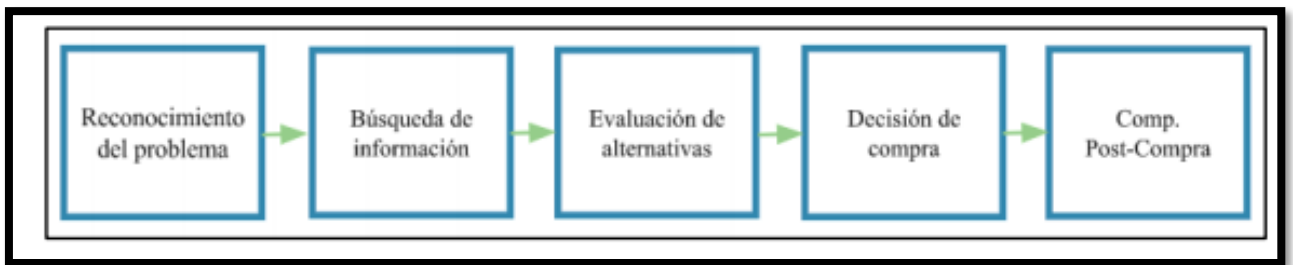 Reconocimiento
del problema
Búsqueda de
información
Evaluación de
alternativas
Decisión de
compra
Comp.
Post-Compra